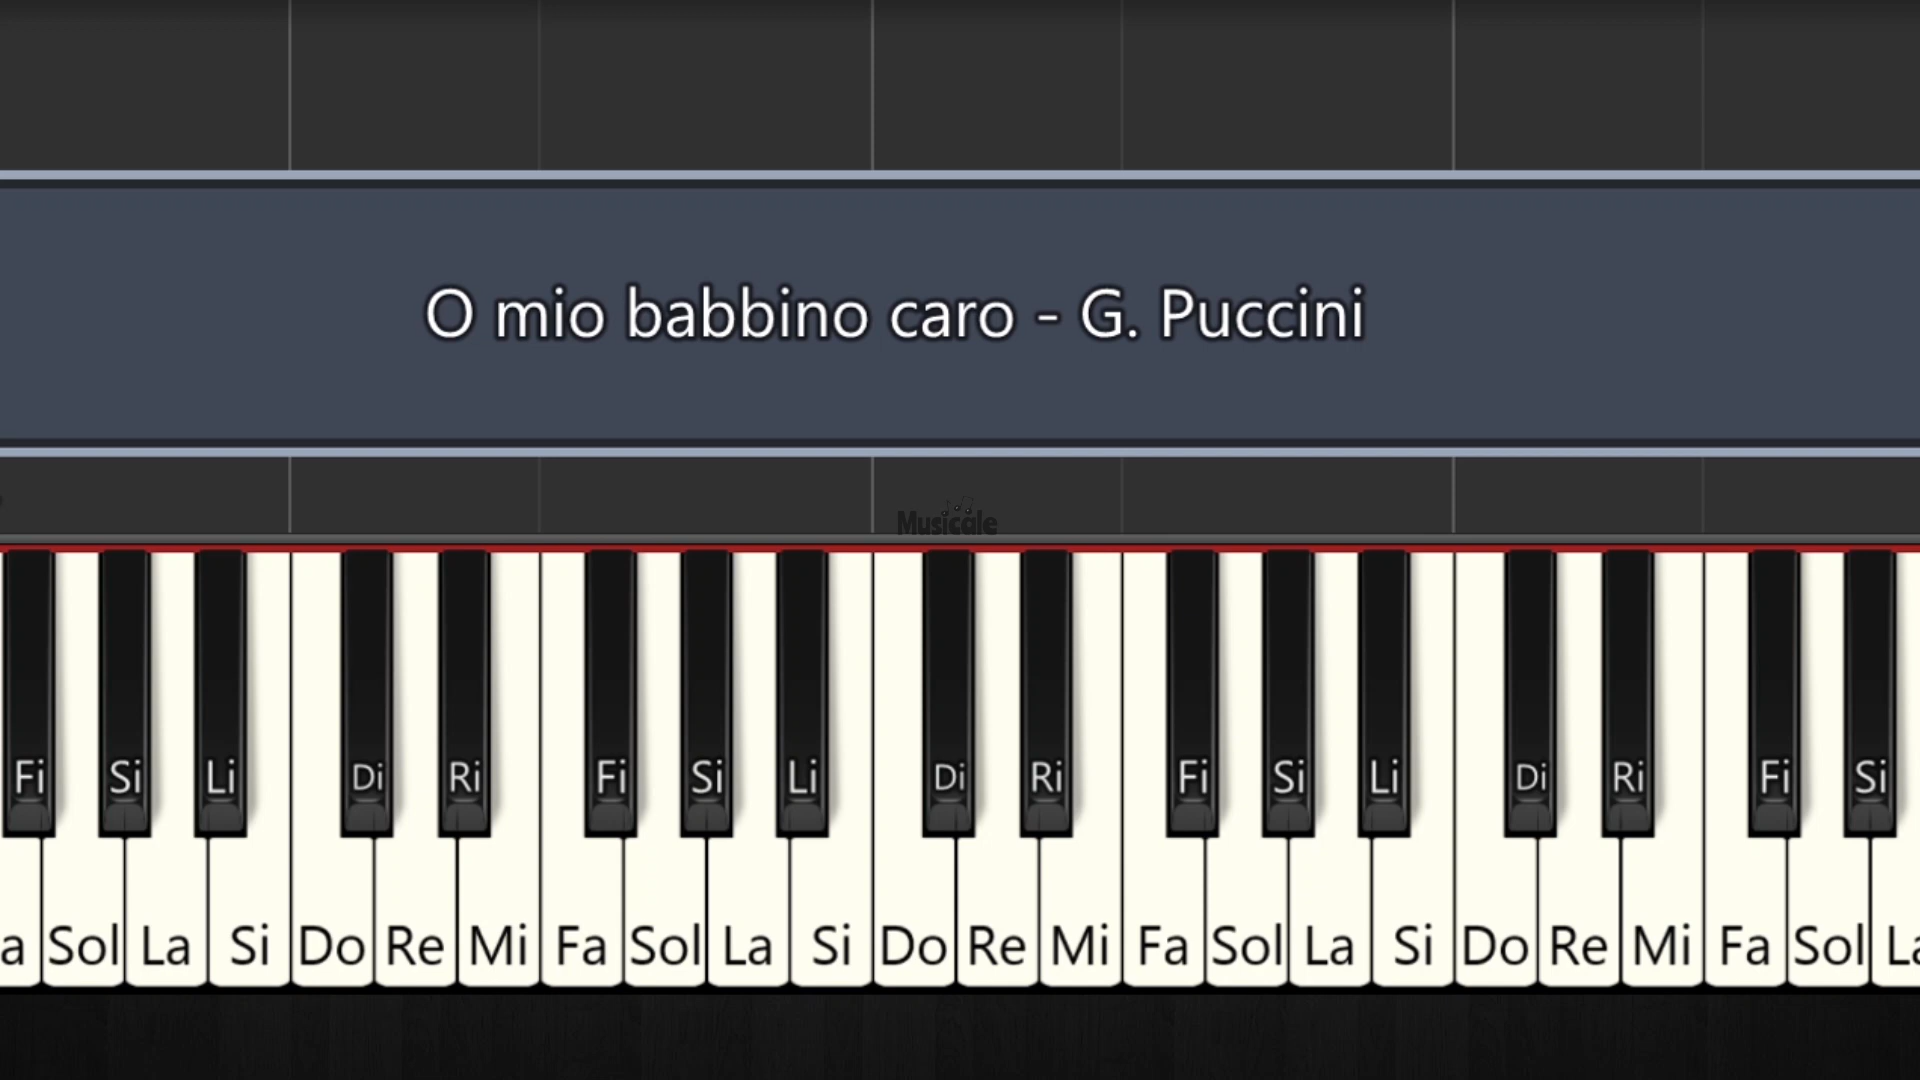 O mio babbino caro - G. Puccini
Musicale
Fi Si Li Di Ri Fi Si Li Di Ri Fi Si Li Di Ri Fi Si
a Sol La Si Do Re Mi Fa Sol La Si Do Re Mi Fa Sol La Si Do Re Mi Fa Sol La